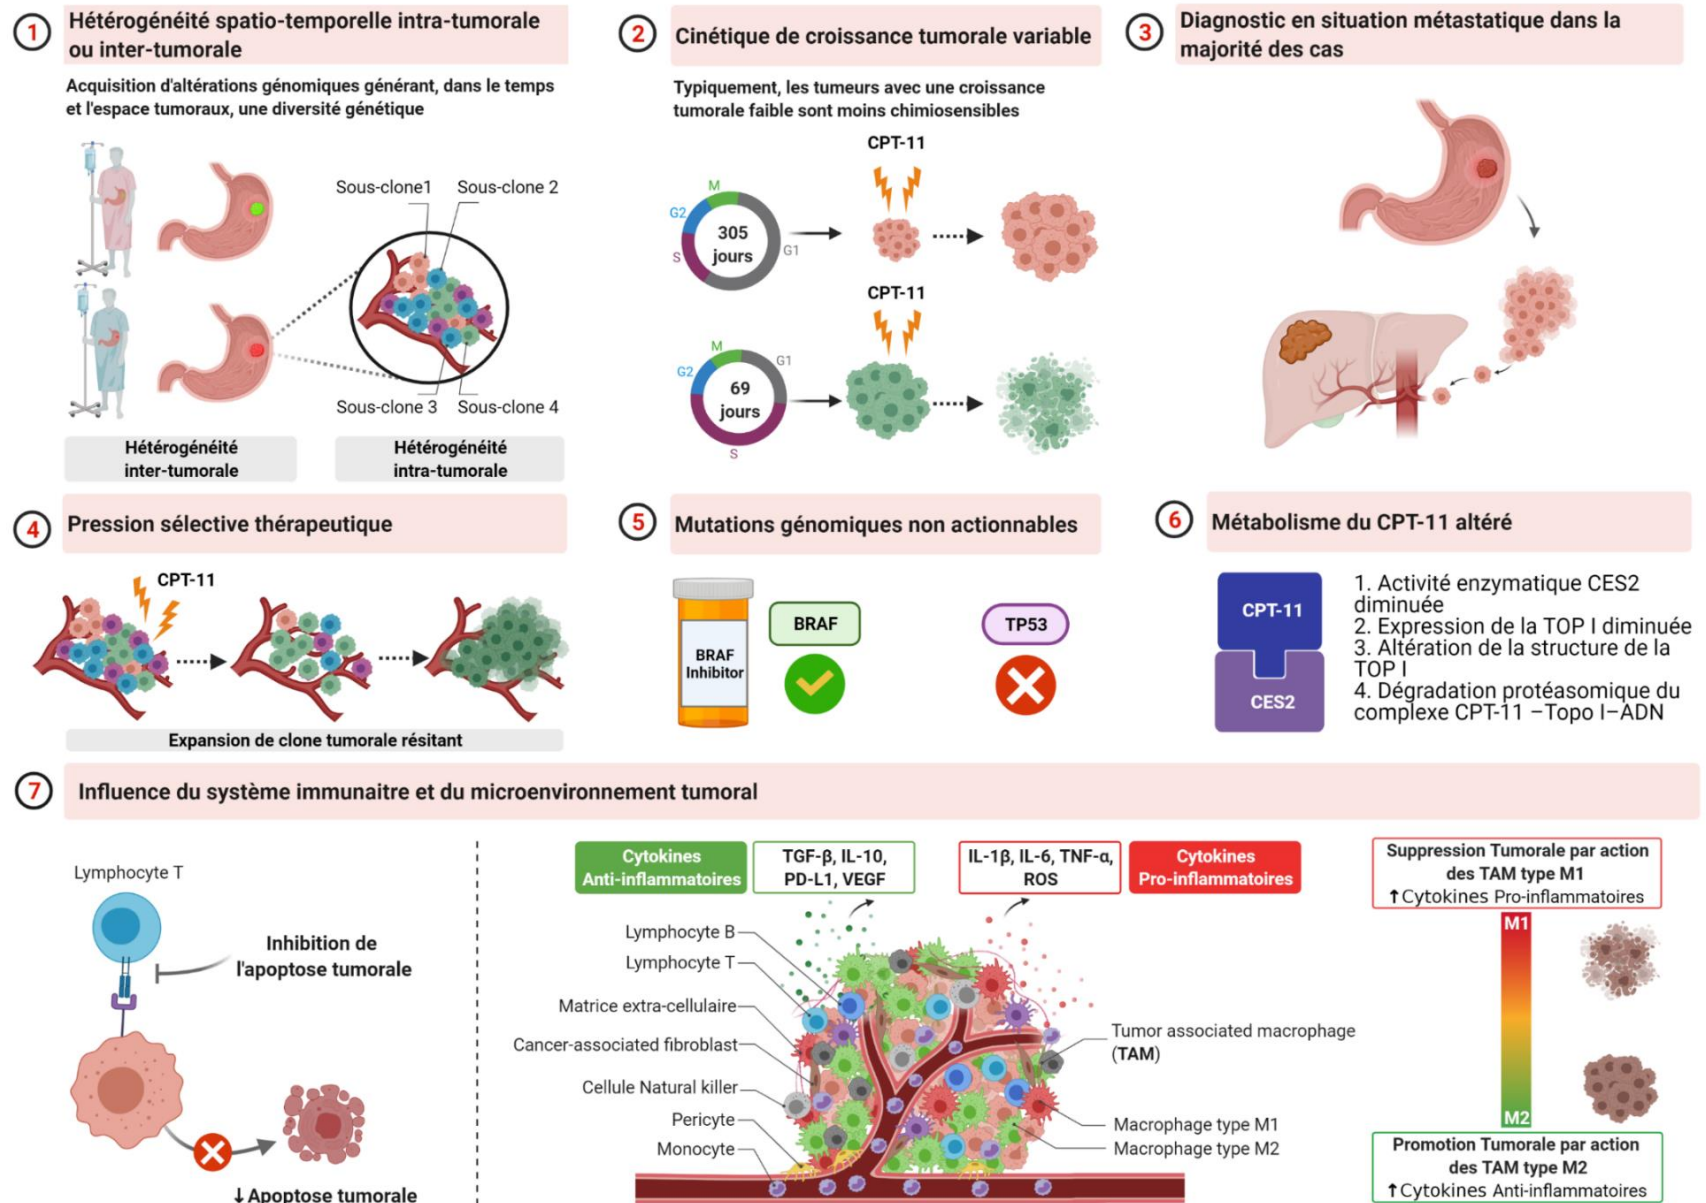 1
Hétérogénéité spatio-temporelle intra-tumorale
ou inter-tumorale
Acquisition d'altérations génomiques générant, dans le temps
et l'espace tumoraux, une diversité génétique
Sous-clone1
Sous-clone 2
Sous-clone 3
Sous-clone 4
Hétérogénéité
inter-tumorale
Hétérogénéité
intra-tumorale
2
Cinétique de croissance tumorale variable
Typiquement, les tumeurs avec une croissance
tumorale faible sont moins chimiosensibles
CPT-11
M
G2
S
G1
305
jours
CPT-11
M
G1
G2
S
69
jours
3
Diagnostic en situation métastatique dans la
majorité des cas
4
Pression sélective thérapeutique
CPT-11
Expansion de clone tumorale résitant
5
Mutations génomiques non actionnables
BRAF
Inhibitor
BRAF
TP53
6
Métabolisme du CPT-11 altéré
CPT-11
CES2
1. Activité enzymatique CES2
diminuée
2. Expression de la TOP I diminuée
3. Altération de la structure de la
TOP I
4. Dégradation protéasomique du
complexe CPT-11 –Topo I–ADN
7
Influence du système immunaitre et du microenvironnement tumoral
Lymphocyte T
Inhibition de
l'apoptose tumorale
↓Apoptose tumorale
Cytokines
Anti-inflammatoires
TGF-β, IL-10,
PD-L1, VEGF
IL-1β, IL-6, TNF-α,
ROS
Cytokines
Pro-inflammatoires
Lymphocyte B
Lymphocyte T
Matrice extra-cellulaire
Cancer-associated fibroblast
Cellule Natural killer
Pericyte
Monocyte
Tumor associated macrophage
(TAM)
Macrophage type M1
Macrophage type M2
Suppression Tumorale par action
des TAM type M1
↑Cytokines Pro-inflammatoires
M1
M2
Promotion Tumorale par action
des TAM type M2
↑Cytokines Anti-inflammatoires